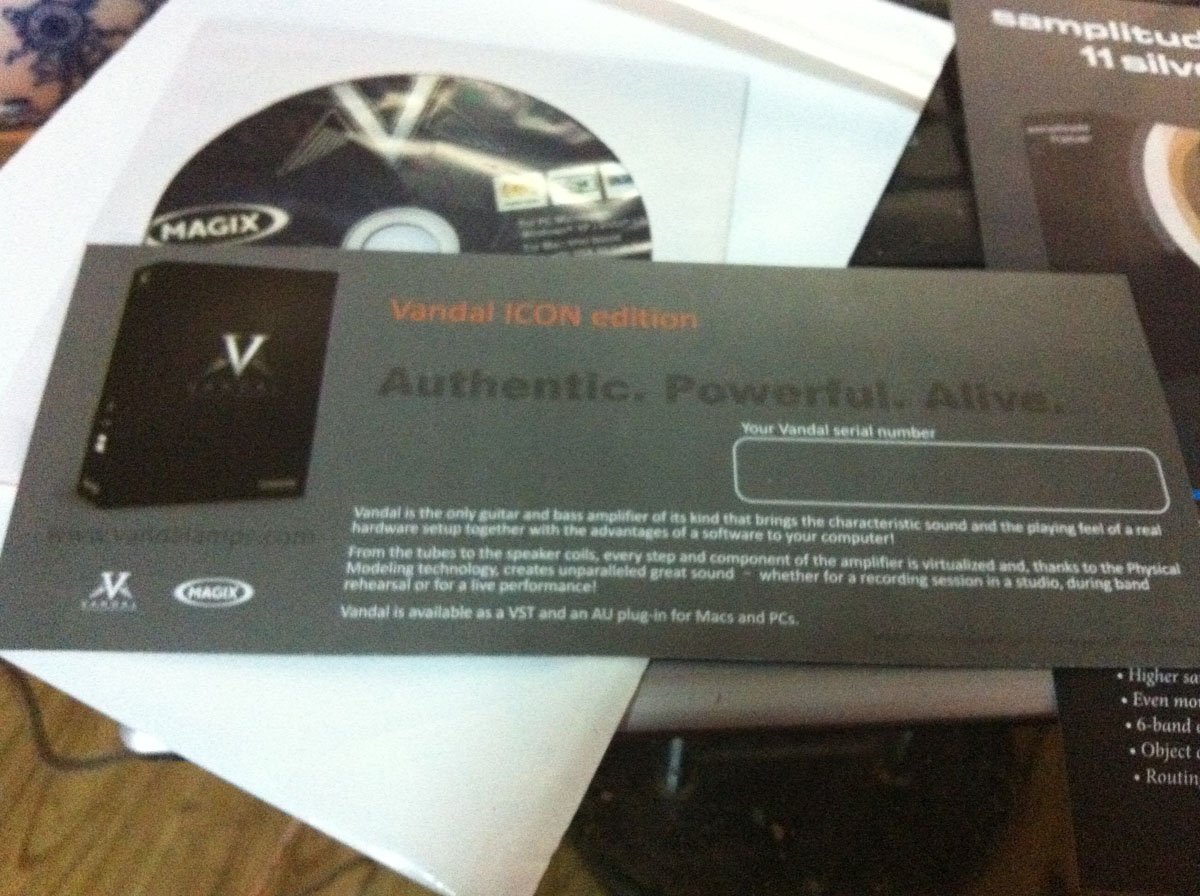 samplitud
11 silve
MAGIX
Vandal ICON edition
V
VANDAL
Authentic. Powerful. Alive.
Your Vandal serial number
Vandal is the only guitar and bass amplifier of its kind that brings the characteristic sound and the playing feel of a real
hardware setup together with the advantages of a software to your computer!
www.vandalamps.com
From the tubes to the speaker coils, every step and component of the amplifier is virtualized and, thanks to the Physical
Modeling technology, creates unparalleled great sound – whether for a recording session in a studio, during band
rehearsal or for a live performance!
V
VANDAL
MAGIX
Vandal is available as a VST and an AU plug-in for Macs and PCs.
• Higher sa
• Even mo
• 6-band
• Object
• Routin